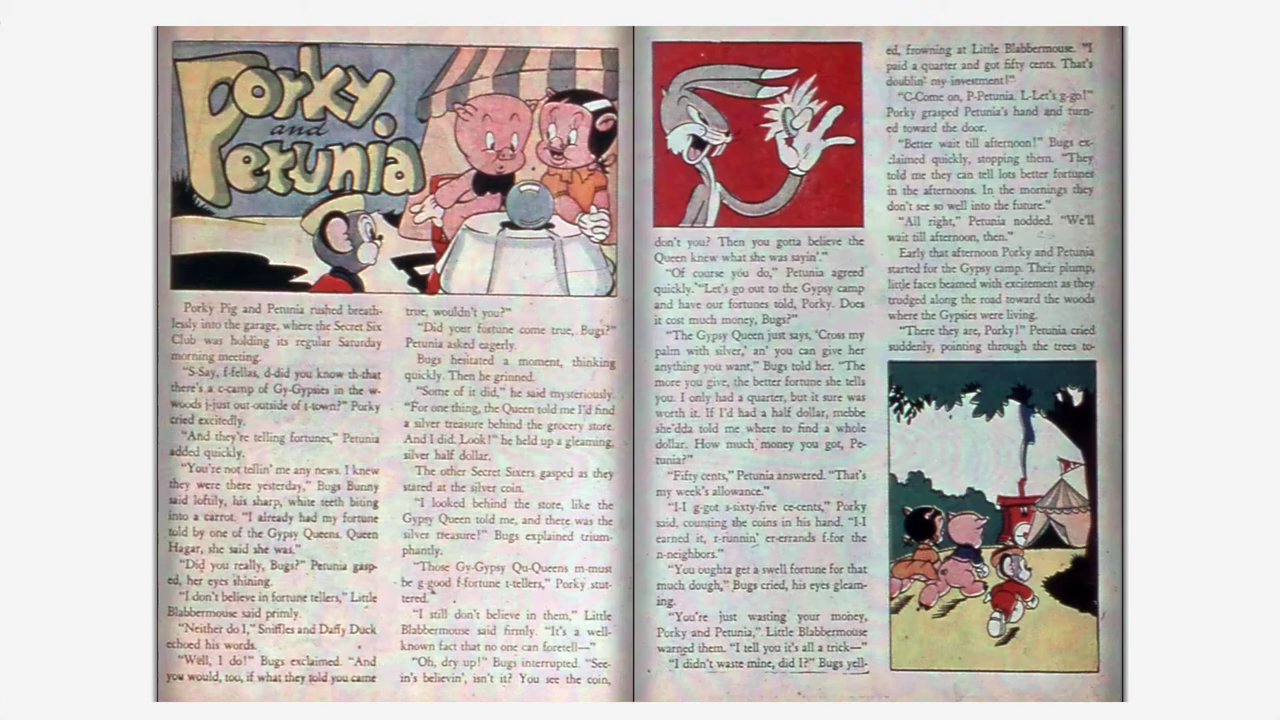 Porky
and
Petunia
Porky Pig and Petunia rushed breath-
lessly into the garage, where the Secret Six
Club was holding its regular Saturday
morning meeting.
"S-Say, f-fellas, d-did you know th-that
there's a c-camp of Gy-Gypsies in the w-
woods j-just out-outside of t-town?" Porky
cried excitedly.
"And they're telling fortunes," Petunia
added quickly.
"You're not tellin' me any news. I knew
they were there yesterday," Bugs Bunny
said loftily, his sharp, white teeth biting
into a carrot. "I already had my fortune
told by one of the Gypsy Queens. Queen
Hagar, she said she was."
"Did you really, Bugs?" Petunia gasp-
ed, her eyes shining.
"I don't believe in fortune tellers," Little
Blabbermouse said primly.
"Neither do I," Sniffles and Daffy Duck
echoed his words.
"Well, I do!" Bugs exclaimed. "And
you would, too, if what they told you came
true, wouldn't you?"
"Did your fortune come true, Bugs?"
Petunia asked eagerly.
Bugs hesitated a moment, thinking
quickly. Then he grinned.
"Some of it did," he said mysteriously.
"For one thing, the Queen told me I'd find
a silver treasure behind the grocery store.
And I did. Look!" he held up a gleaming,
silver half dollar.
The other Secret Sixers gasped as they
stared at the silver coin.
"I looked behind the store, like the
Gypsy Queen told me, and there was the
silver treasure!" Bugs explained trium-
phantly.
"Those Gy-Gypsy Qu-Queens m-must
be g-good f-fortune t-tellers," Porky stut-
tered.
"I still don't believe in them," Little
Blabbermouse said firmly. "It's a well-
known fact that no one can foretell—"
"Oh, dry up!" Bugs interrupted. "See-
in's believin', isn't it? You see the coin,
don't you? Then you gotta believe the
Queen knew what she was sayin'."
"Of course you do," Petunia agreed
quickly. "Let's go out to the Gypsy camp
and have our fortunes told, Porky. Does
it cost much money, Bugs?"
"The Gypsy Queen just says, 'Cross my
palm with silver,' an' you can give her
anything you want," Bugs told her. "The
more you give, the better fortune she tells
you. I only had a quarter, but it sure was
worth it. If I'd had a half dollar, mebbe
she'dda told me where to find a whole
dollar. How much money you got, Pe-
tunia?"
"Fifty cents," Petunia answered. "That's
my week's allowance."
"I-I g-got s-sixty-five ce-cents," Porky
said, counting the coins in his hand. "I-I
earned it, r-runnin' er-errands f-for the
n-neighbors."
"You oughta get a swell fortune for that
much dough," Bugs cried, his eyes gleam-
ing.
"You're just wasting your money,
Porky and Petunia," Little Blabbermouse
warned them. "I tell you it's all a trick—"
"I didn't waste mine, did I?" Bugs yell-
ed, frowning at Little Blabbermouse. "I
paid a quarter and got fifty cents. That's
doublin' my investment!"
"C-Come on, P-Petunia. L-Let's g-go!"
Porky grasped Petunia's hand and turn-
ed toward the door.
"Better wait till afternoon!" Bugs ex-
claimed quickly, stopping them. "They
told me they can tell lots better fortunes
in the afternoons. In the mornings they
don't see so well into the future."
"All right," Petunia nodded. "We'll
wait till afternoon, then."
Early that afternoon Porky and Petunia
started for the Gypsy camp. Their plump,
little faces beamed with excitement as they
trudged along the road toward the woods
where the Gypsies were living.
"There they are, Porky!" Petunia cried
suddenly, pointing through the trees to-